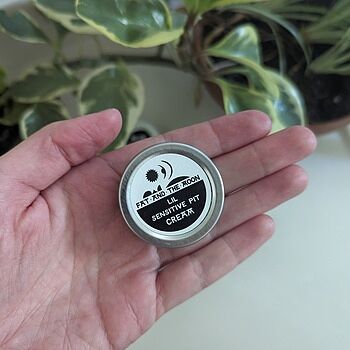 FAT AND THE MOON
LIL
SENSITIVE PIT
CREAM